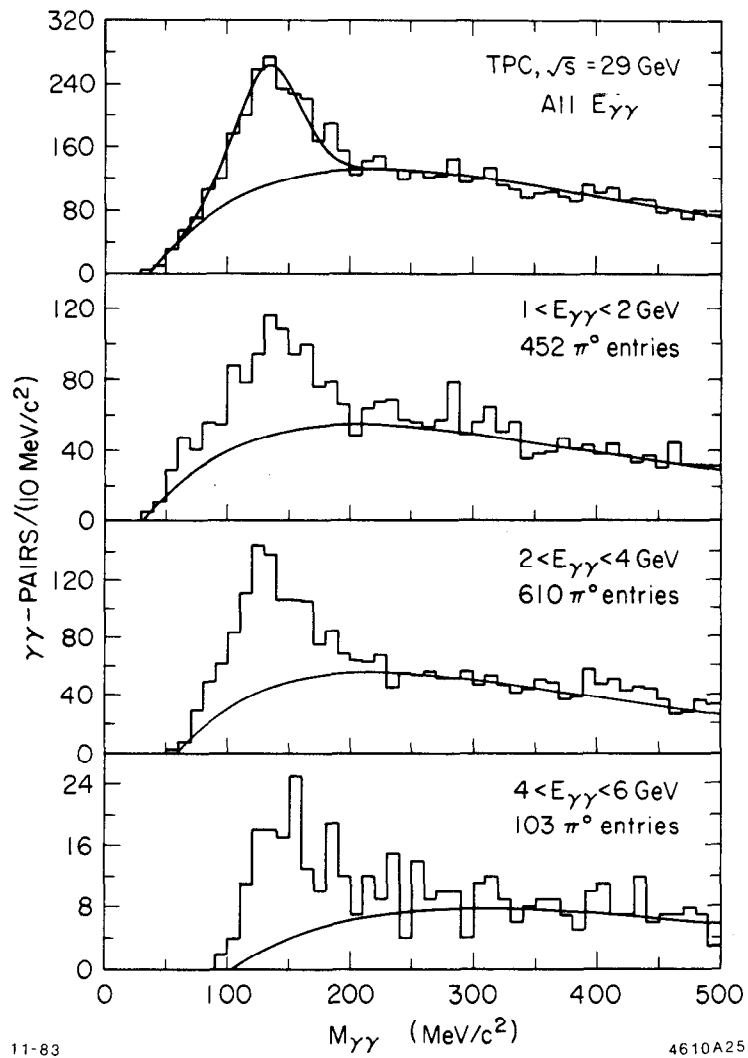 320
240
160
80
0
TPC, √s = 29 GeV
All Eγγ
120
80
40
0
1 < Eγγ < 2 GeV
452 π° entries
120
80
40
0
2 < Eγγ < 4 GeV
610 π° entries
24
16
8
0
4 < Eγγ < 6 GeV
103 π° entries
γγ-PAIRS/(10 MeV/c²)
0 100 200 300 400 500
Mγγ (MeV/c²)
11-83 4610A25